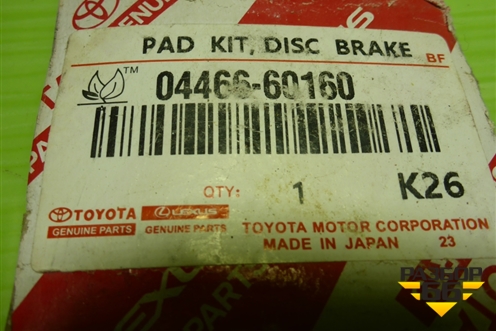 PAD KIT, DISC BRAKE
BF
TM
04466-60160
QTY: 1 K26
TOYOTA LEXUS
GENUINE PARTS GENUINE PARTS
TOYOTA MOTOR CORPORATION
MADE IN JAPAN 23